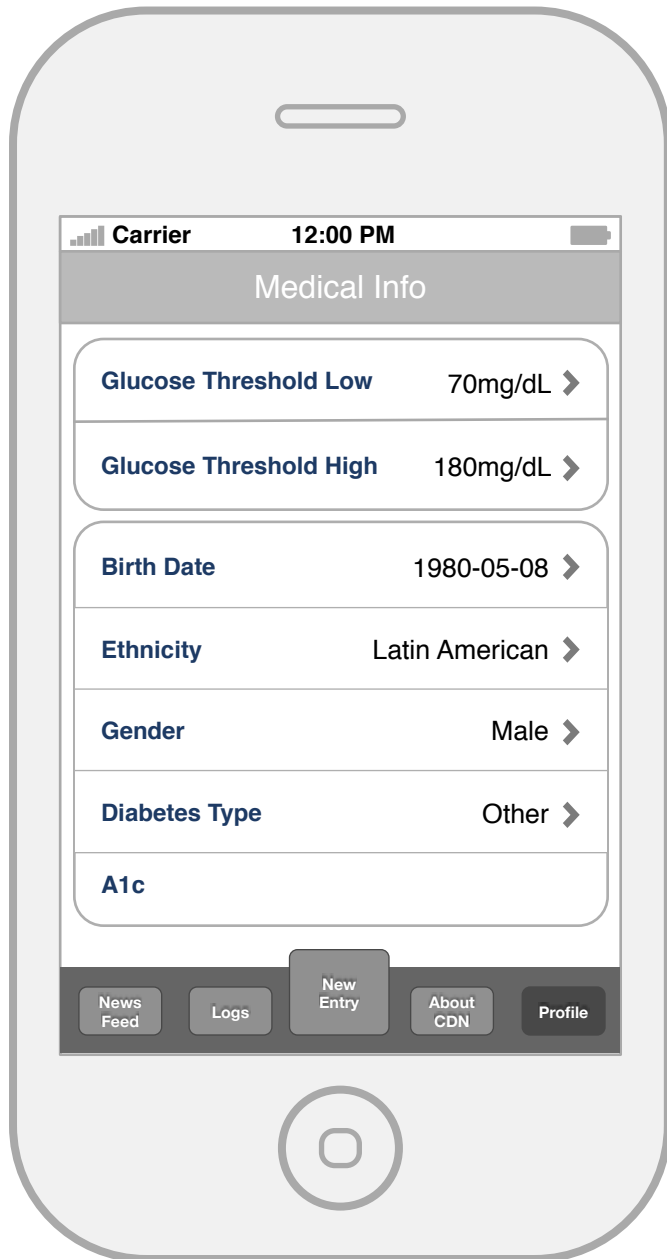 Carrier 12:00 PM
Medical Info
Glucose Threshold Low 70mg/dL
Glucose Threshold High 180mg/dL
Birth Date 1980-05-08
Ethnicity Latin American
Gender Male
Diabetes Type Other
A1c
News
Feed
Logs
New
Entry
About
CDN
Profile